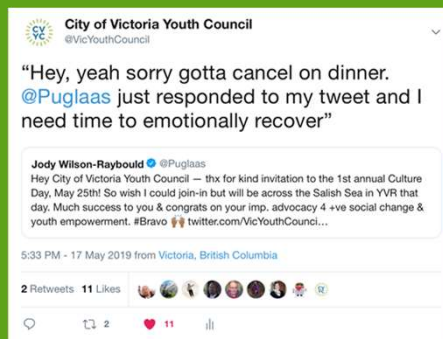 CV
YC
City of Victoria Youth Council
@VicYouthCouncil
“Hey, yeah sorry gotta cancel on dinner.
@Puglaas just responded to my tweet and I
need time to emotionally recover”
Jody Wilson-Raybould @Puglaas
Hey City of Victoria Youth Council — thx for kind invitation to the 1st annual Culture
Day, May 25th! So wish I could join-in but will be across the Salish Sea in YVR that
day. Much success to you & congrats on your imp. advocacy 4 +ve social change &
youth empowerment. #Bravo 🙌🏽 twitter.com/VicYouthCounci...
5:33 PM - 17 May 2019 from Victoria, British Columbia
2 Retweets 11 Likes
2 11